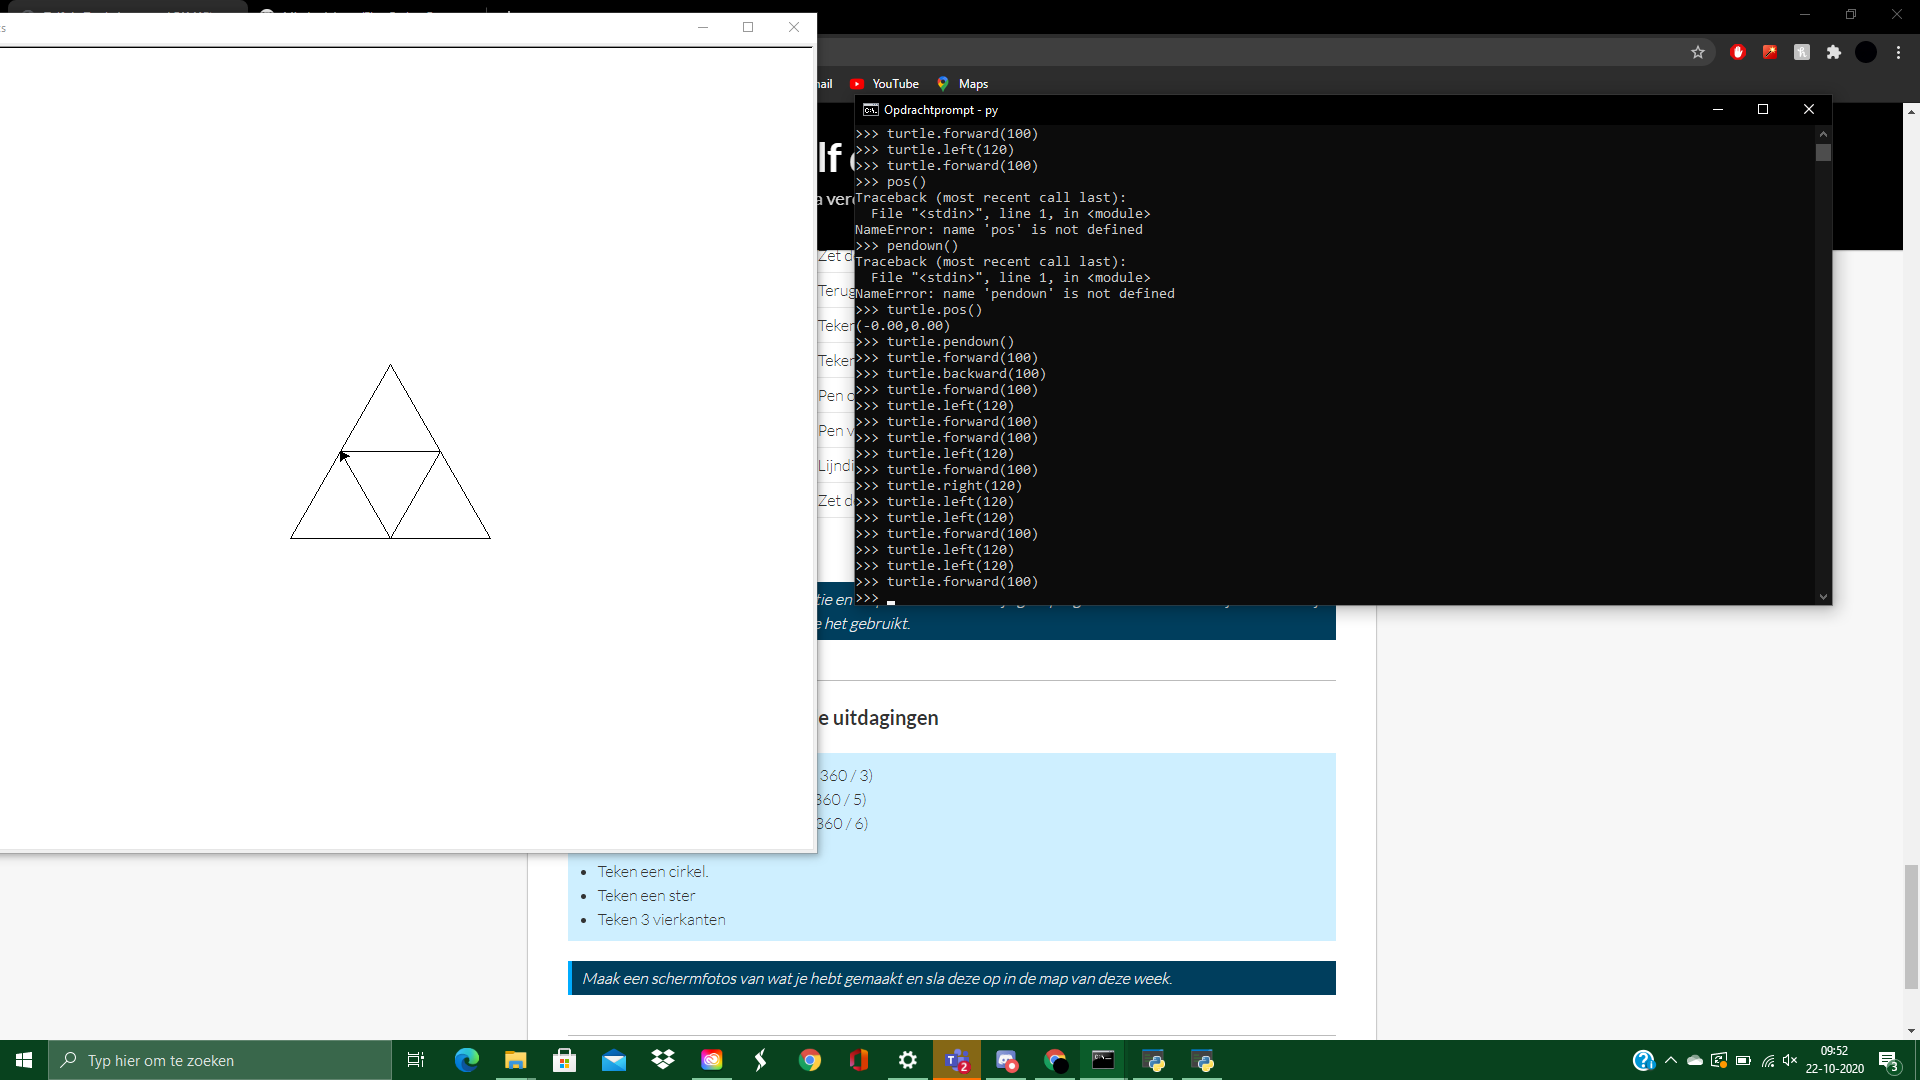 YouTube
Maps
Opdrachtprompt - py
>>> turtle.forward(100)
>>> turtle.left(120)
>>> turtle.forward(100)
>>> pos()
Traceback (most recent call last):
File "<stdin>", line 1, in <module>
NameError: name 'pos' is not defined
>>> pendown()
Traceback (most recent call last):
File "<stdin>", line 1, in <module>
NameError: name 'pendown' is not defined
>>> turtle.pos()
(-0.00,0.00)
>>> turtle.pendown()
>>> turtle.forward(100)
>>> turtle.backward(100)
>>> turtle.forward(100)
>>> turtle.left(120)
>>> turtle.forward(100)
>>> turtle.forward(100)
>>> turtle.left(120)
>>> turtle.forward(100)
>>> turtle.right(120)
>>> turtle.left(120)
>>> turtle.left(120)
>>> turtle.forward(100)
>>> turtle.left(120)
>>> turtle.left(120)
>>> turtle.forward(100)
>>>
Zet d
Terug
Teken
Teken
Pen o
Pen v
Lijndi
Zet d
tie en
e het gebruikt.
e uitdagingen
360 / 3)
360 / 5)
360 / 6)
Teken een cirkel.
Teken een ster
Teken 3 vierkanten
Maak een schermfotos van wat je hebt gemaakt en sla deze op in de map van deze week.
Typ hier om te zoeken
2
09:52
22-10-2020
3